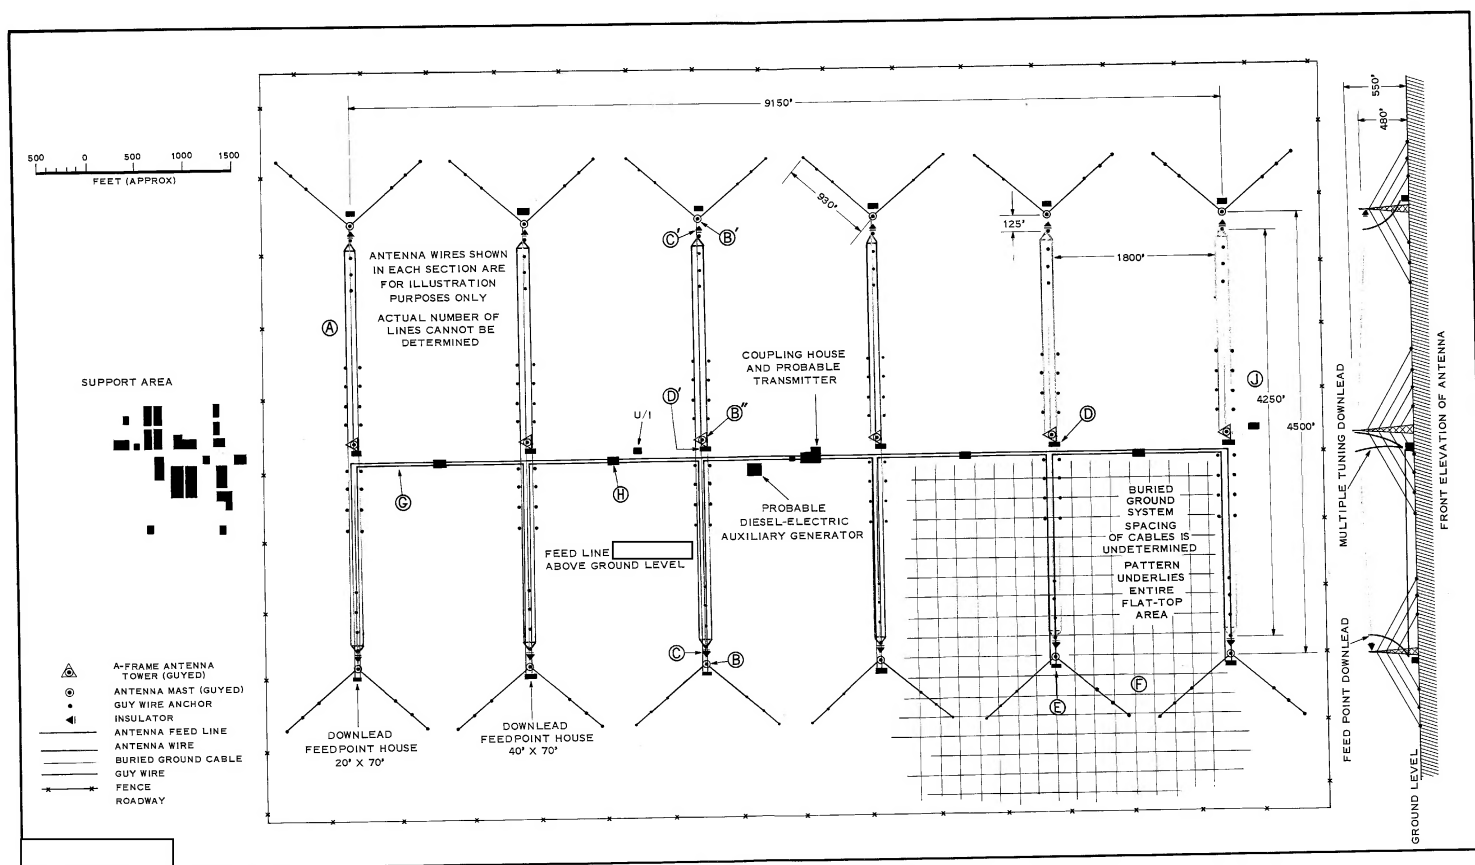 9150'
550'
480'
500 0 500 1000 1500
FEET (APPROX)
930'
125'
1800'
C' B'
ANTENNA WIRES SHOWN
IN EACH SECTION ARE
FOR ILLUSTRATION
PURPOSES ONLY
ACTUAL NUMBER OF
LINES CANNOT BE
DETERMINED
A
COUPLING HOUSE
AND PROBABLE
TRANSMITTER
SUPPORT AREA
D'
U/I
B"
D
J
4250'
4500'
MULTIPLE TUNING DOWNLEAD
FRONT ELEVATION OF ANTENNA
G
H
PROBABLE
DIESEL-ELECTRIC
AUXILIARY GENERATOR
FEED LINE
ABOVE GROUND LEVEL
BURIED
GROUND
SYSTEM
SPACING
OF CABLES IS
UNDETERMINED
PATTERN
UNDERLIES
ENTIRE
FLAT-TOP
AREA
C
B
F
E
FEED POINT DOWNLEAD
GROUND LEVEL
A-FRAME ANTENNA
TOWER (GUYED)
ANTENNA MAST (GUYED)
GUY WIRE ANCHOR
INSULATOR
ANTENNA FEED LINE
ANTENNA WIRE
BURIED GROUND CABLE
GUY WIRE
FENCE
ROADWAY
DOWNLEAD
FEEDPOINT HOUSE
20' X 70'
DOWNLEAD
FEEDPOINT HOUSE
40' X 70'